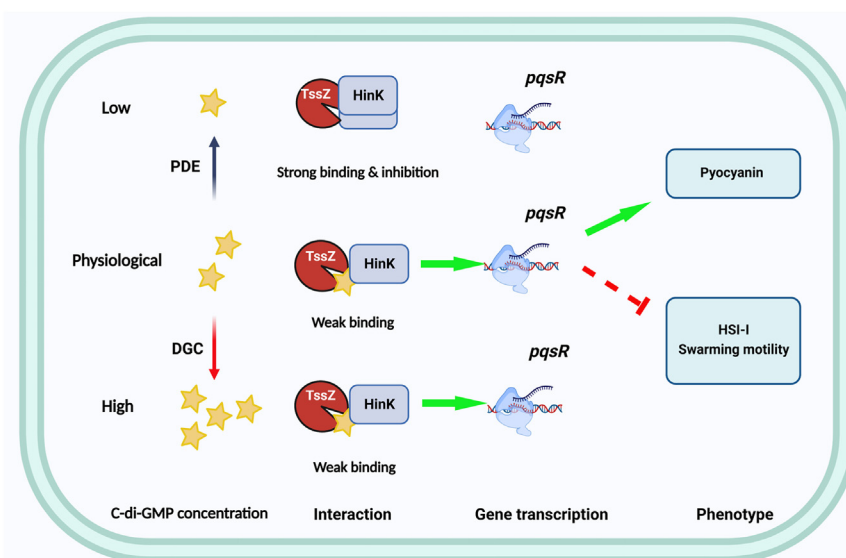 Low
TssZ
HinK
pqsR
PDE
Strong binding & inhibition
Pyocyanin
Physiological
TssZ
HinK
pqsR
Weak binding
DGC
HSI-I
Swarming motility
pqsR
High
TssZ
HinK
Weak binding
C-di-GMP concentration
Interaction
Gene transcription
Phenotype